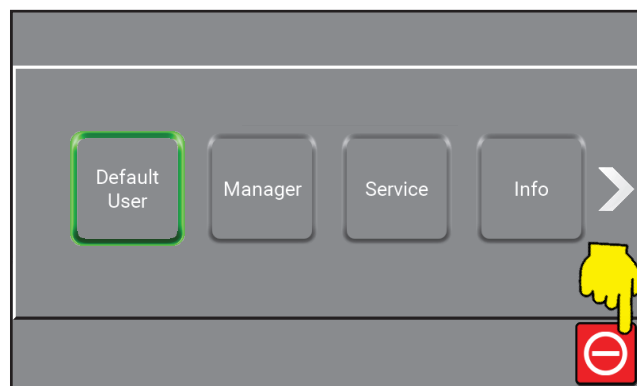 Default
User
Manager
Service
Info